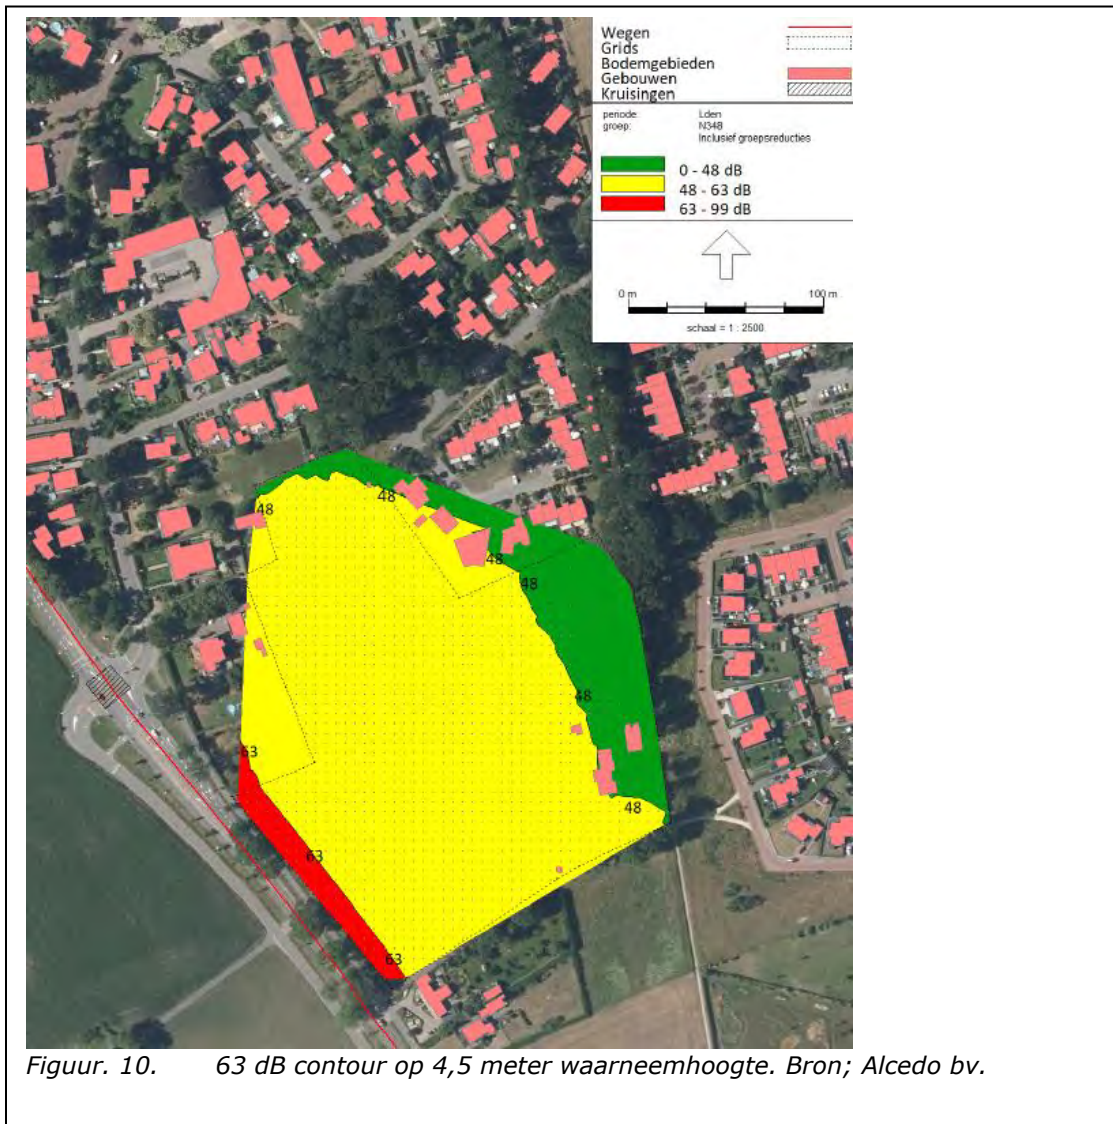 Wegen
Grids
Bodemgebieden
Gebouwen
Kruisingen
periode: Lden
groep: N348
Inclusief groepsreducties
0 - 48 dB
48 - 63 dB
63 - 99 dB
0 m 100 m
schaal = 1 : 2500
48
48
48
48
48
63
48
63
63
Figuur. 10. 63 dB contour op 4,5 meter waarneemhoogte. Bron; Alcedo bv.